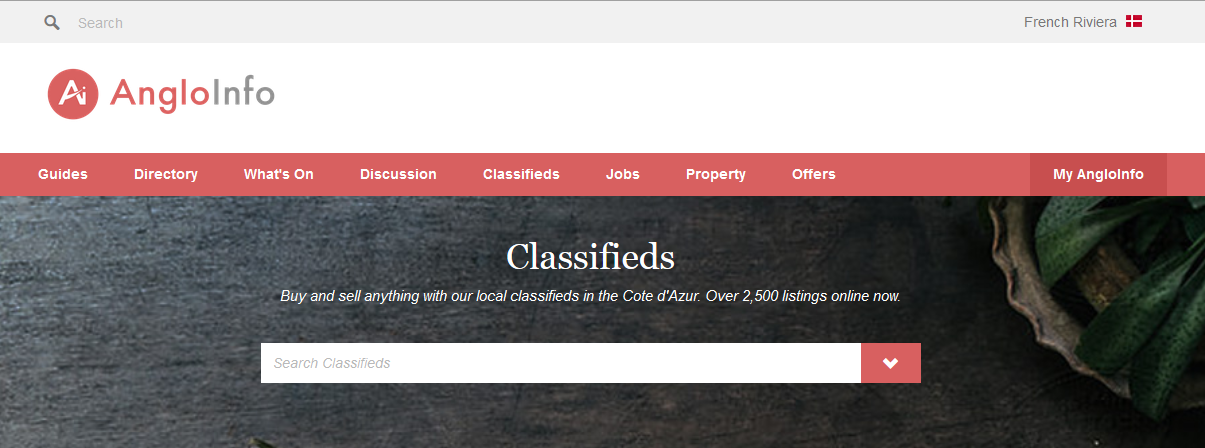 Search
French Riviera
Ai AngloInfo
Guides Directory What's On Discussion Classifieds Jobs Property Offers My AngloInfo
Classifieds
Buy and sell anything with our local classifieds in the Cote d'Azur. Over 2,500 listings online now.
Search Classifieds